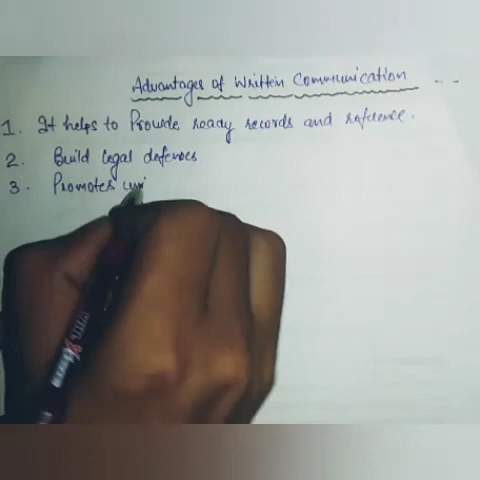 Advantages of Written Communication - -
1. It helps to Provide ready records and reference.
2. Build legal defences
3. Promotes uni